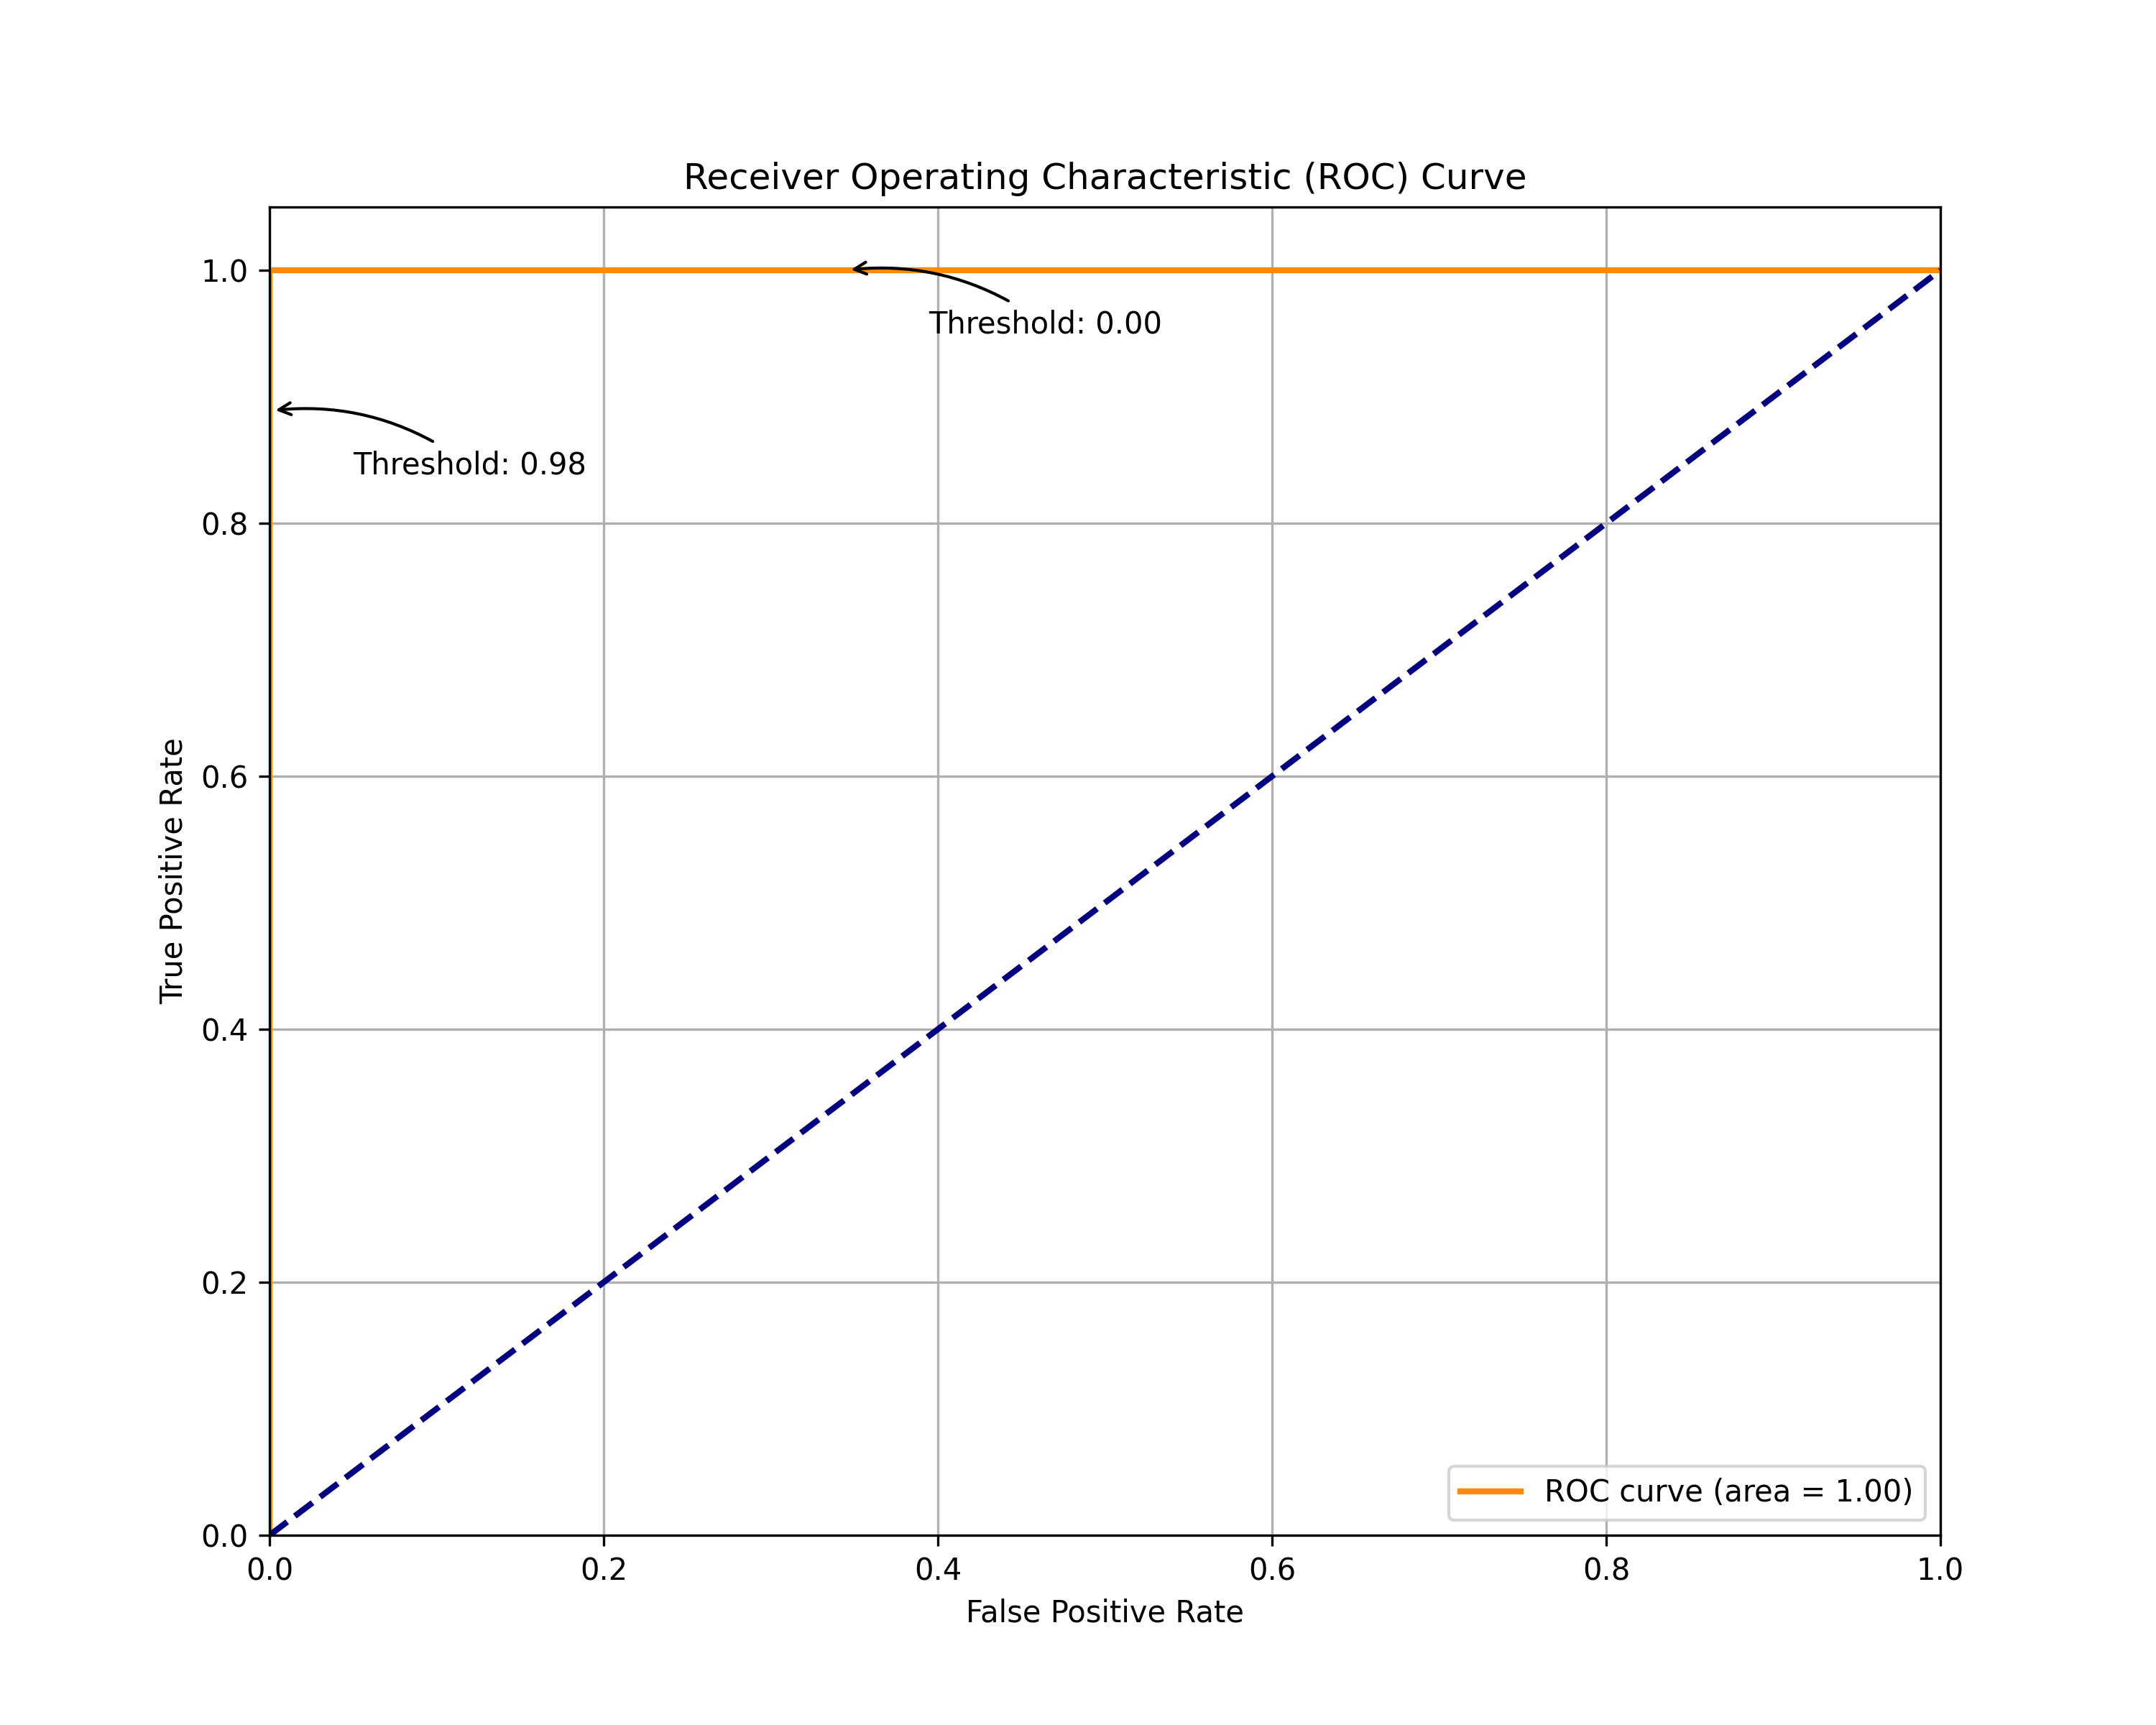 Receiver Operating Characteristic (ROC) Curve
1.0
Threshold: 0.00
Threshold: 0.98
0.8
0.6
True Positive Rate
0.4
0.2
ROC curve (area = 1.00)
0.0
0.0 0.2 0.4 0.6 0.8 1.0
False Positive Rate